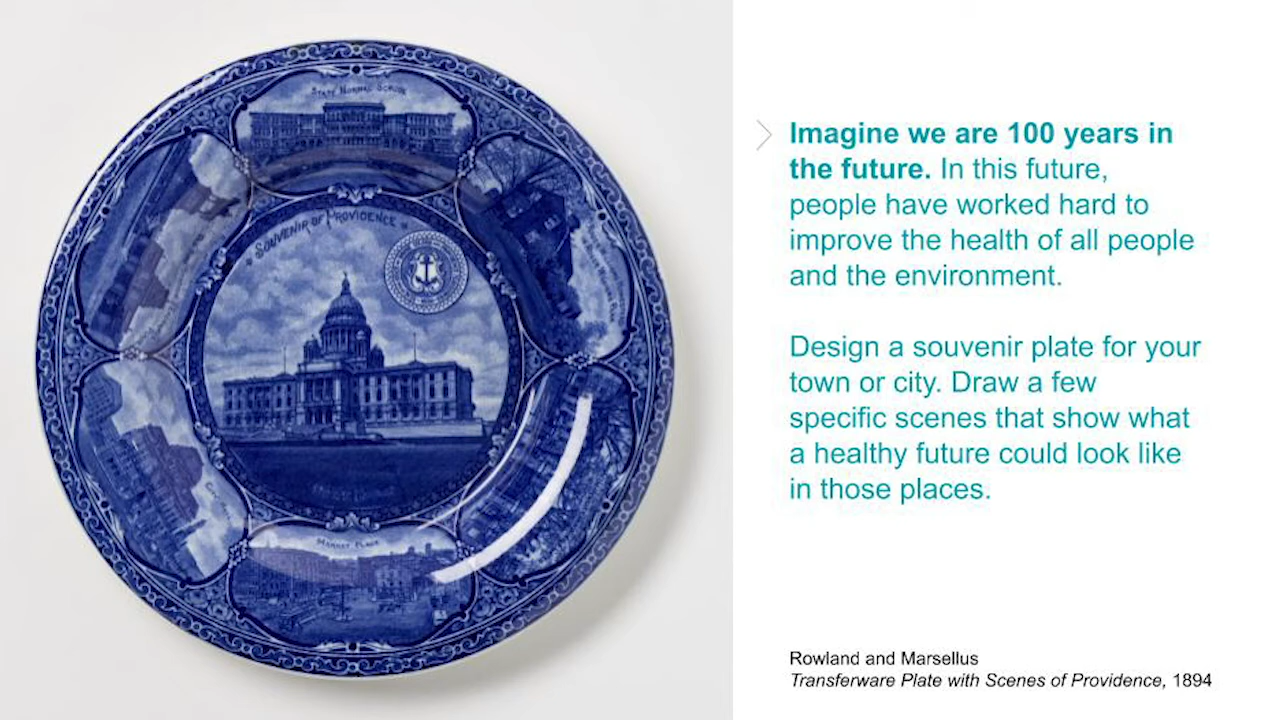 STATE NORMAL SCHOOL
SOUVENIR OF PROVIDENCE
MARKET PLACE
Imagine we are 100 years in
the future. In this future,
people have worked hard to
improve the health of all people
and the environment.
Design a souvenir plate for your
town or city. Draw a few
specific scenes that show what
a healthy future could look like
in those places.
Rowland and Marsellus
Transferware Plate with Scenes of Providence, 1894